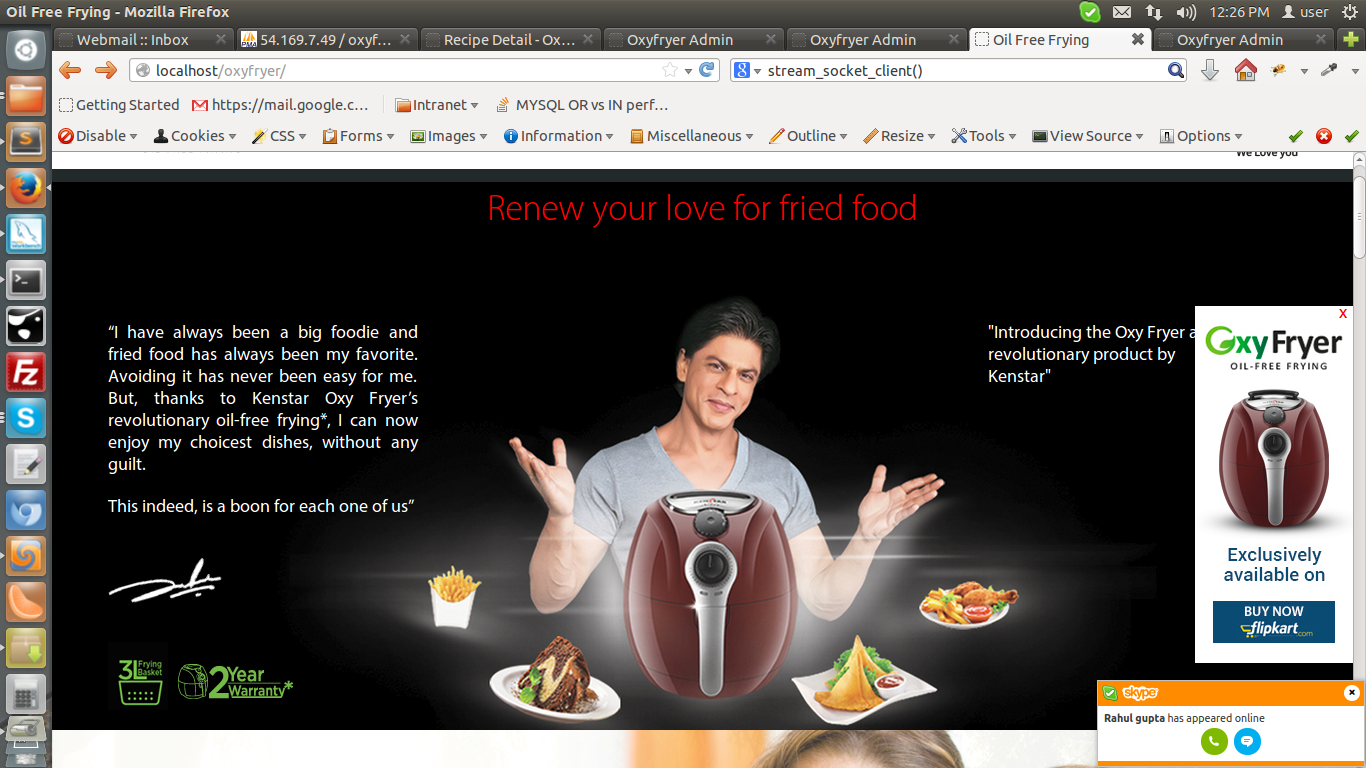 Oil Free Frying - Mozilla Firefox
12:26 PM user
Webmail :: Inbox
54.169.7.49 / oxyf...
Recipe Detail - Ox...
Oxyfryer Admin
Oxyfryer Admin
Oil Free Frying
Oxyfryer Admin
localhost/oxyfryer/
stream_socket_client()
Getting Started https://mail.google.c... Intranet MYSQL OR vs IN perf...
Disable Cookies CSS Forms Images Information Miscellaneous Outline Resize Tools View Source Options
We Love you
Renew your love for fried food
“I have always been a big foodie and
fried food has always been my favorite.
Avoiding it has never been easy for me.
But, thanks to Kenstar Oxy Fryer’s
revolutionary oil-free frying*, I can now
enjoy my choicest dishes, without any
guilt.
This indeed, is a boon for each one of us”
3L Frying
Basket
2 Year
Warranty*
"Introducing the Oxy Fryer a
revolutionary product by
Kenstar"
X
OxyFryer
OIL-FREE FRYING
Exclusively
available on
BUY NOW
flipkart.com
skype
Rahul gupta has appeared online